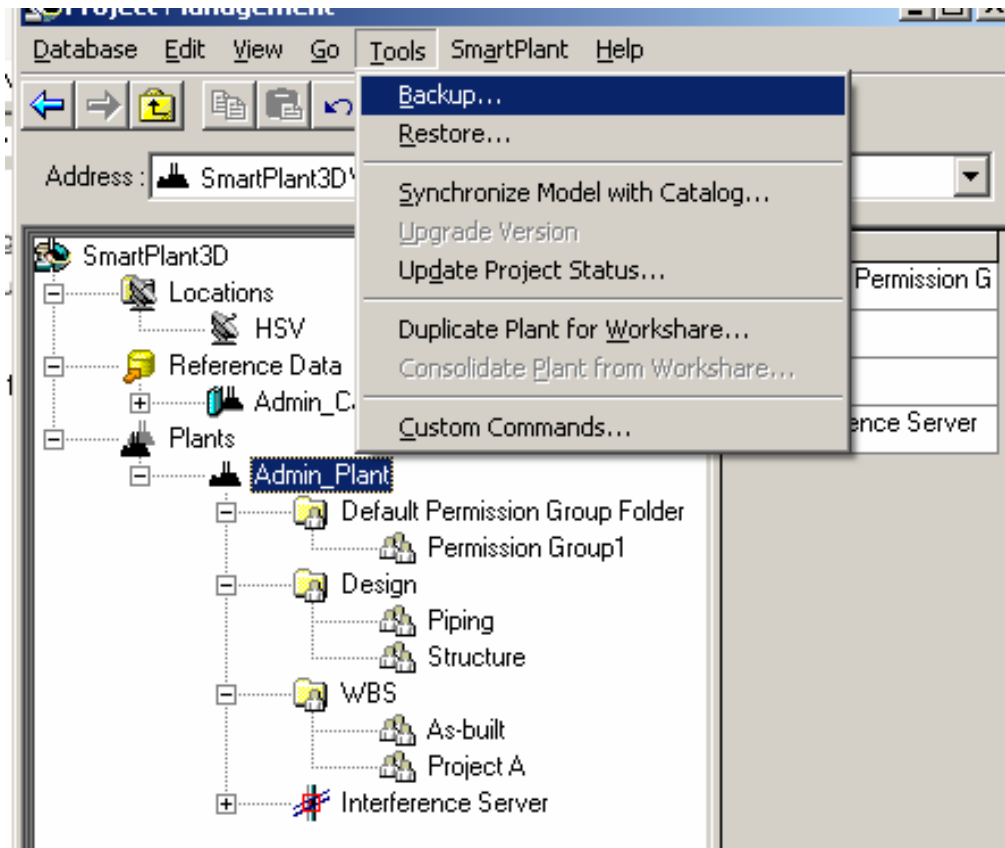 Project Management
Database Edit View Go Tools SmartPlant Help
Backup...
Restore...
Address : SmartPlant3D\
Synchronize Model with Catalog...
Upgrade Version
Update Project Status...
Duplicate Plant for Workshare...
Consolidate Plant from Workshare...
Custom Commands...
Permission G
ence Server
SmartPlant3D
Locations
HSV
Reference Data
Admin_C
Plants
Admin_Plant
Default Permission Group Folder
Permission Group1
Design
Piping
Structure
WBS
As-built
Project A
Interference Server